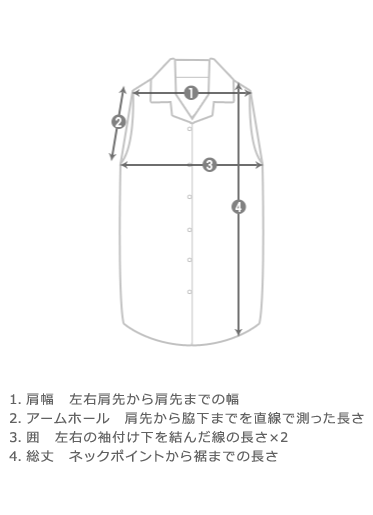 1
2
3
4
1. 肩幅　左右肩先から肩先までの幅
2. アームホール　肩先から脇下までを直線で測った長さ
3. 囲　左右の袖付け下を結んだ線の長さ×2
4. 総丈　ネックポイントから裾までの長さ